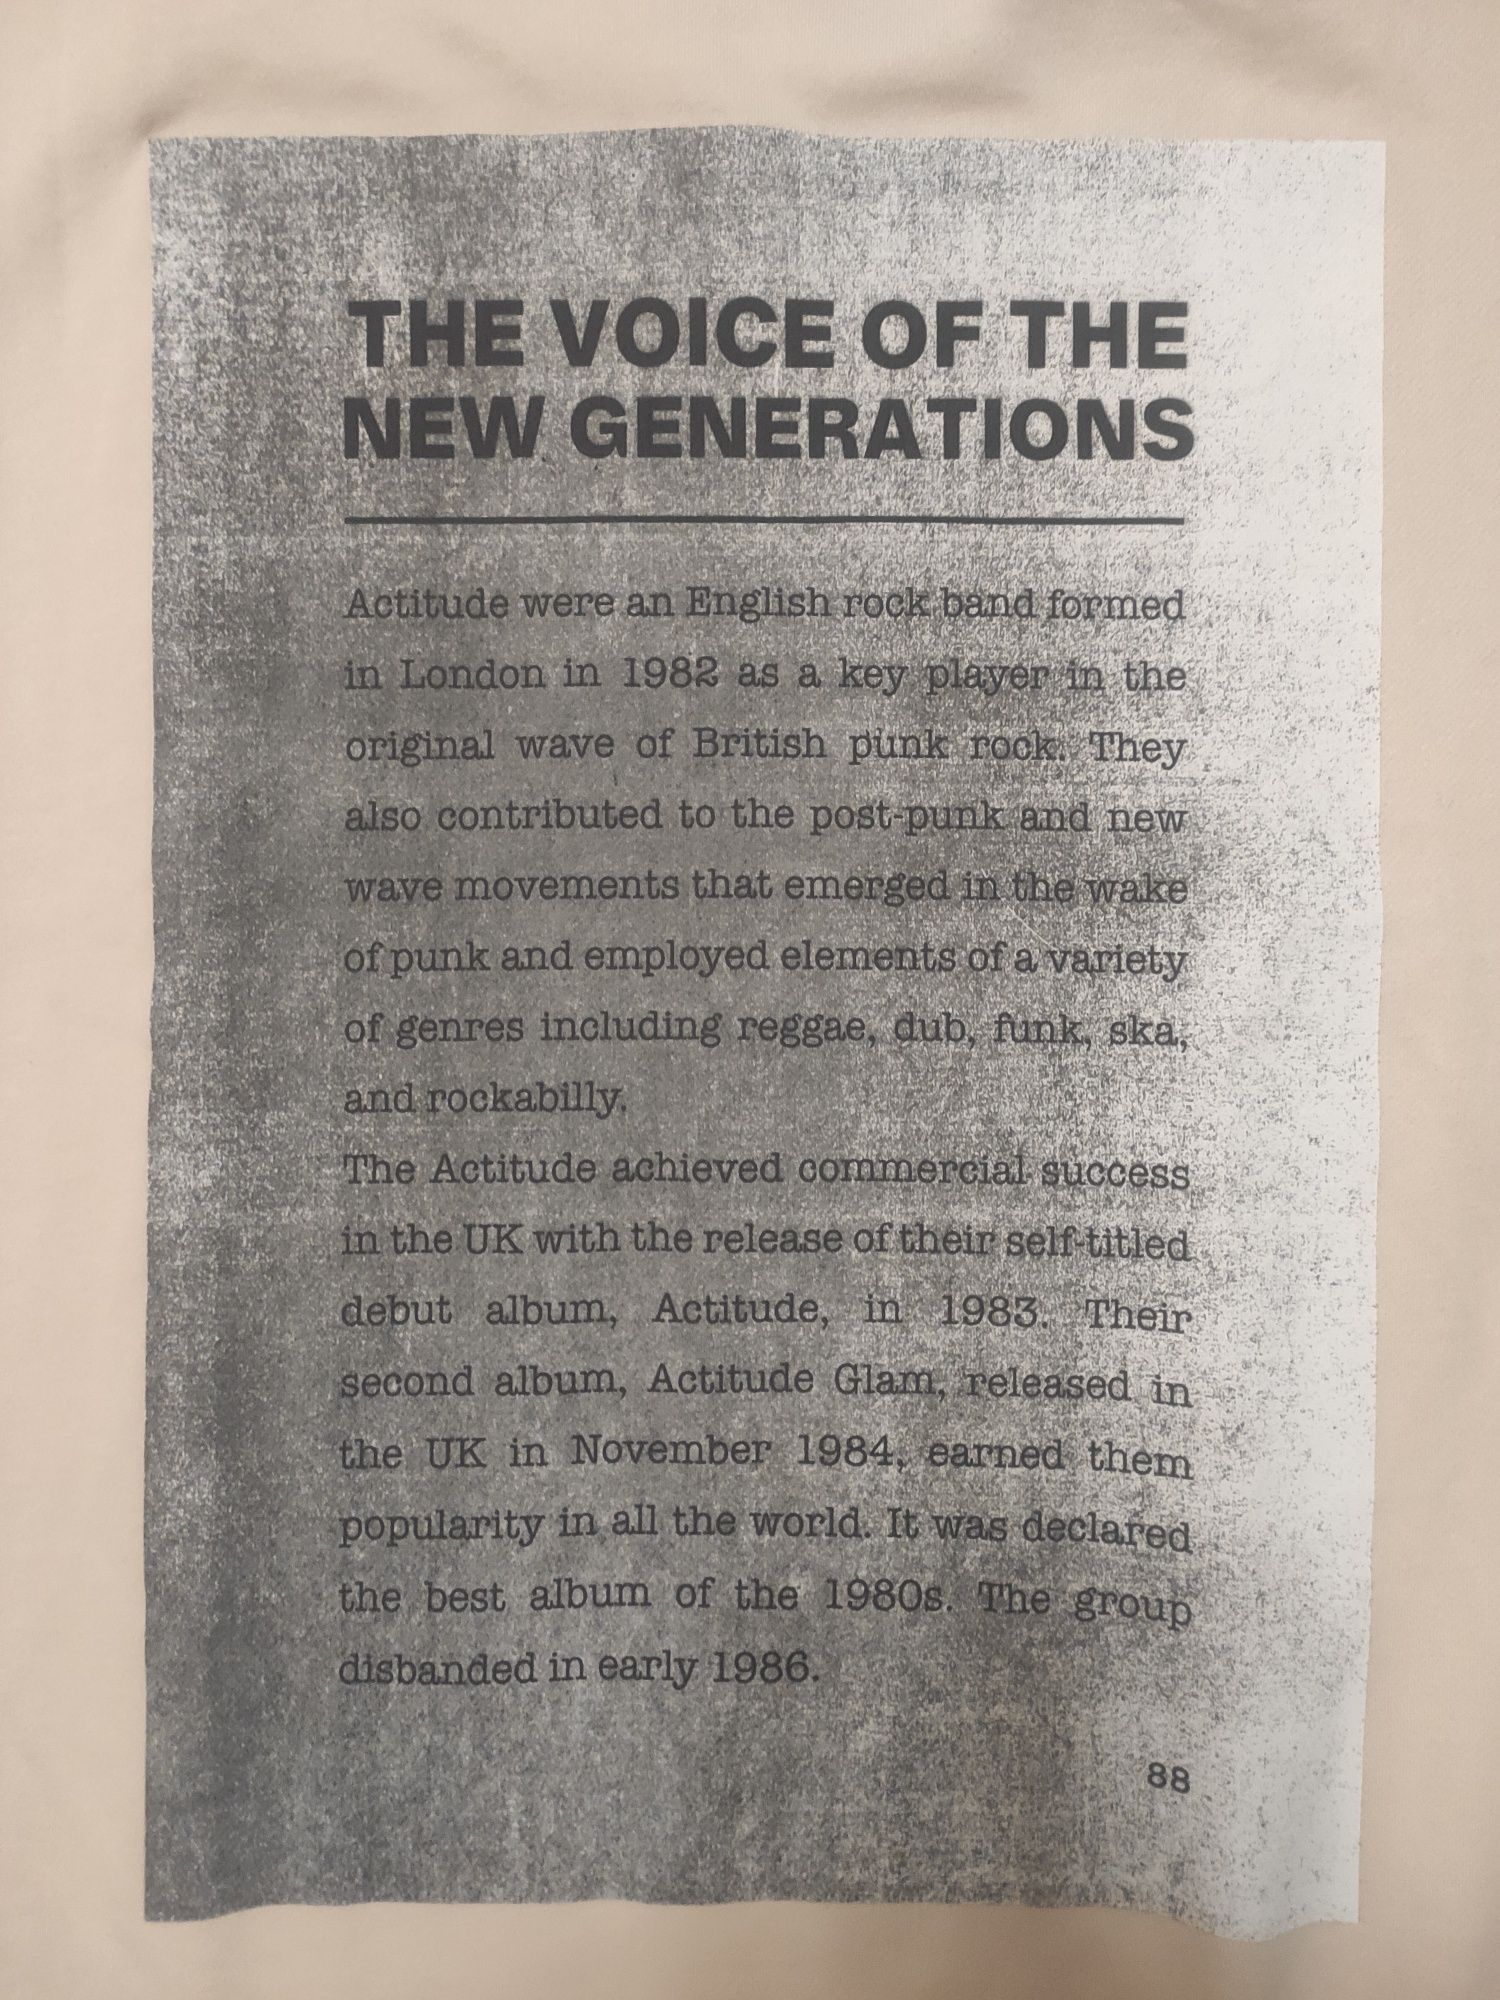 THE VOICE OF THE
NEW GENERATIONS
Actitude were an English rock band formed
in London in 1982 as a key player in the
original wave of British punk rock. They
also contributed to the post-punk and new
wave movements that emerged in the wake
of punk and employed elements of a variety
of genres including reggae, dub, funk, ska,
and rockabilly.
The Actitude achieved commercial success
in the UK with the release of their self-titled
debut album, Actitude, in 1983. Their
second album, Actitude Glam, released in
the UK in November 1984, earned them
popularity in all the world. It was declared
the best album of the 1980s. The group
disbanded in early 1986.
88